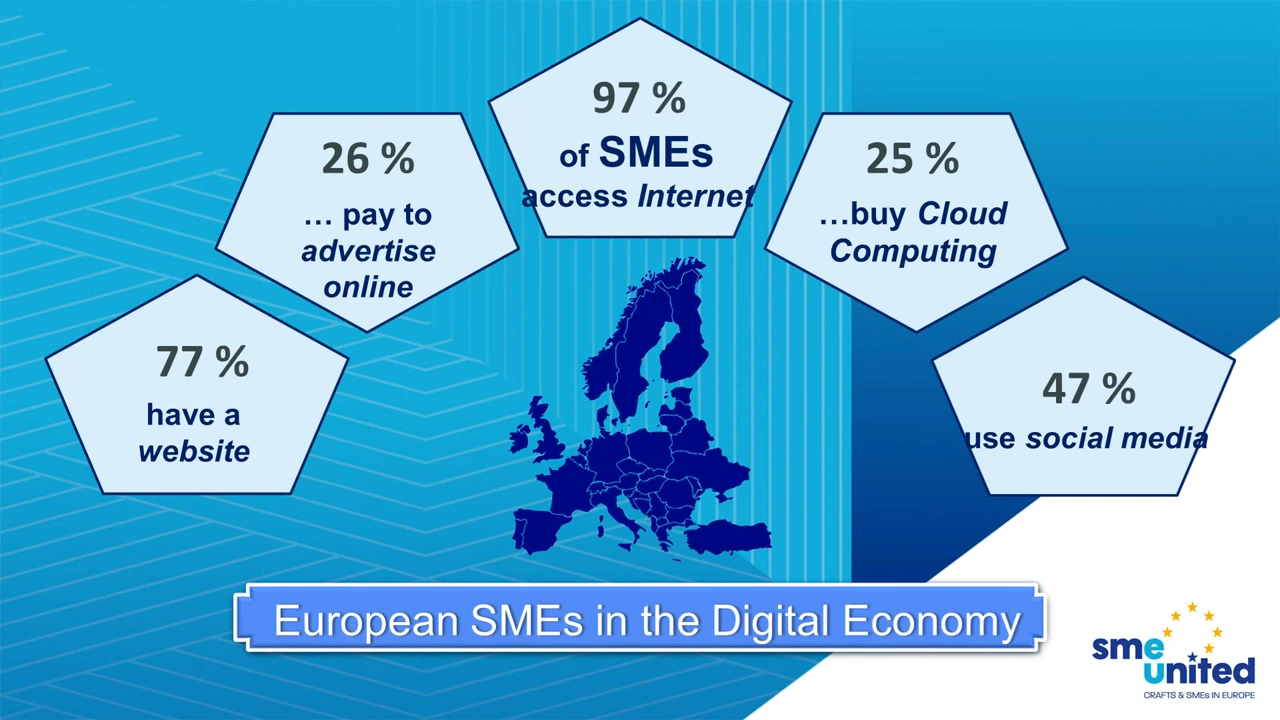 97 %
of SMEs
access Internet
26 %
… pay to
advertise
online
25 %
…buy Cloud
Computing
77 %
have a
website
47 %
use social media
European SMEs in the Digital Economy
sme
united
CRAFTS & SMEs IN EUROPE